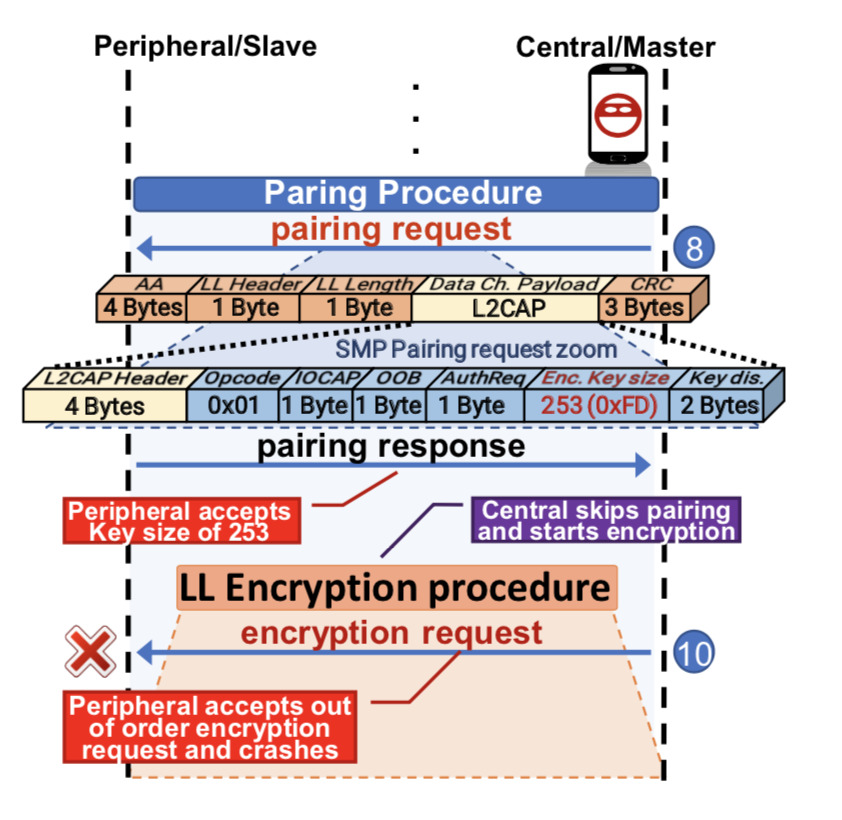 Peripheral/Slave Central/Master
Paring Procedure
pairing request
8
AA LL Header LL Length Data Ch. Payload CRC
4 Bytes 1 Byte 1 Byte L2CAP 3 Bytes
SMP Pairing request zoom
L2CAP Header Opcode IOCAP OOB AuthReq Enc. Key size Key dis.
4 Bytes 0x01 1 Byte 1 Byte 1 Byte 253 (0xFD) 2 Bytes
pairing response
Peripheral accepts
Key size of 253
Central skips pairing
and starts encryption
LL Encryption procedure
encryption request
10
Peripheral accepts out
of order encryption
request and crashes